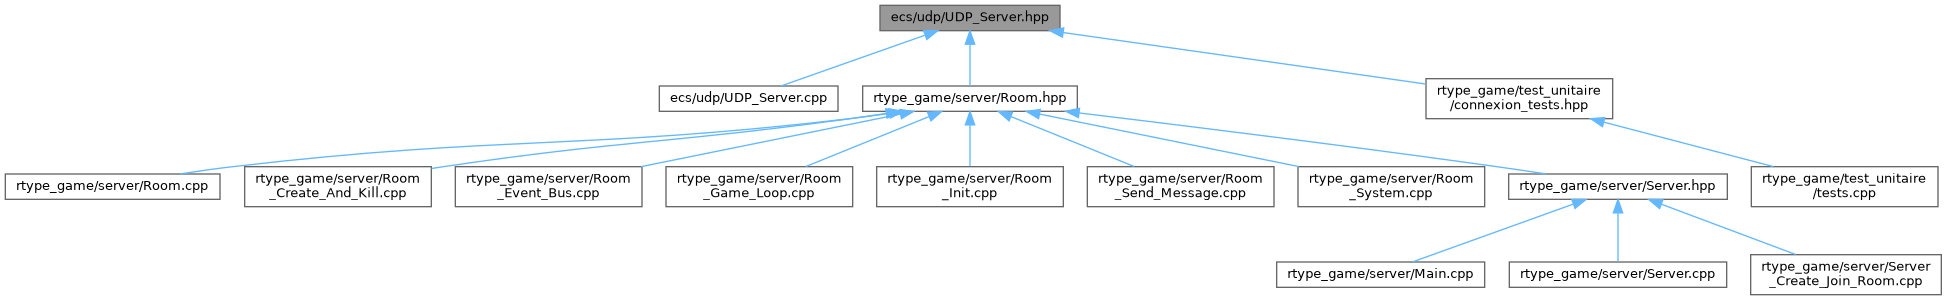 ecs/udp/UDP_Server.hpp
ecs/udp/UDP_Server.cpp
rtype_game/server/Room.hpp
rtype_game/test_unitaire
/connexion_tests.hpp
rtype_game/server/Room.cpp
rtype_game/server/Room
_Create_And_Kill.cpp
rtype_game/server/Room
_Event_Bus.cpp
rtype_game/server/Room
_Game_Loop.cpp
rtype_game/server/Room
_Init.cpp
rtype_game/server/Room
_Send_Message.cpp
rtype_game/server/Room
_System.cpp
rtype_game/server/Server.hpp
rtype_game/test_unitaire
/tests.cpp
rtype_game/server/Main.cpp
rtype_game/server/Server.cpp
rtype_game/server/Server
_Create_Join_Room.cpp